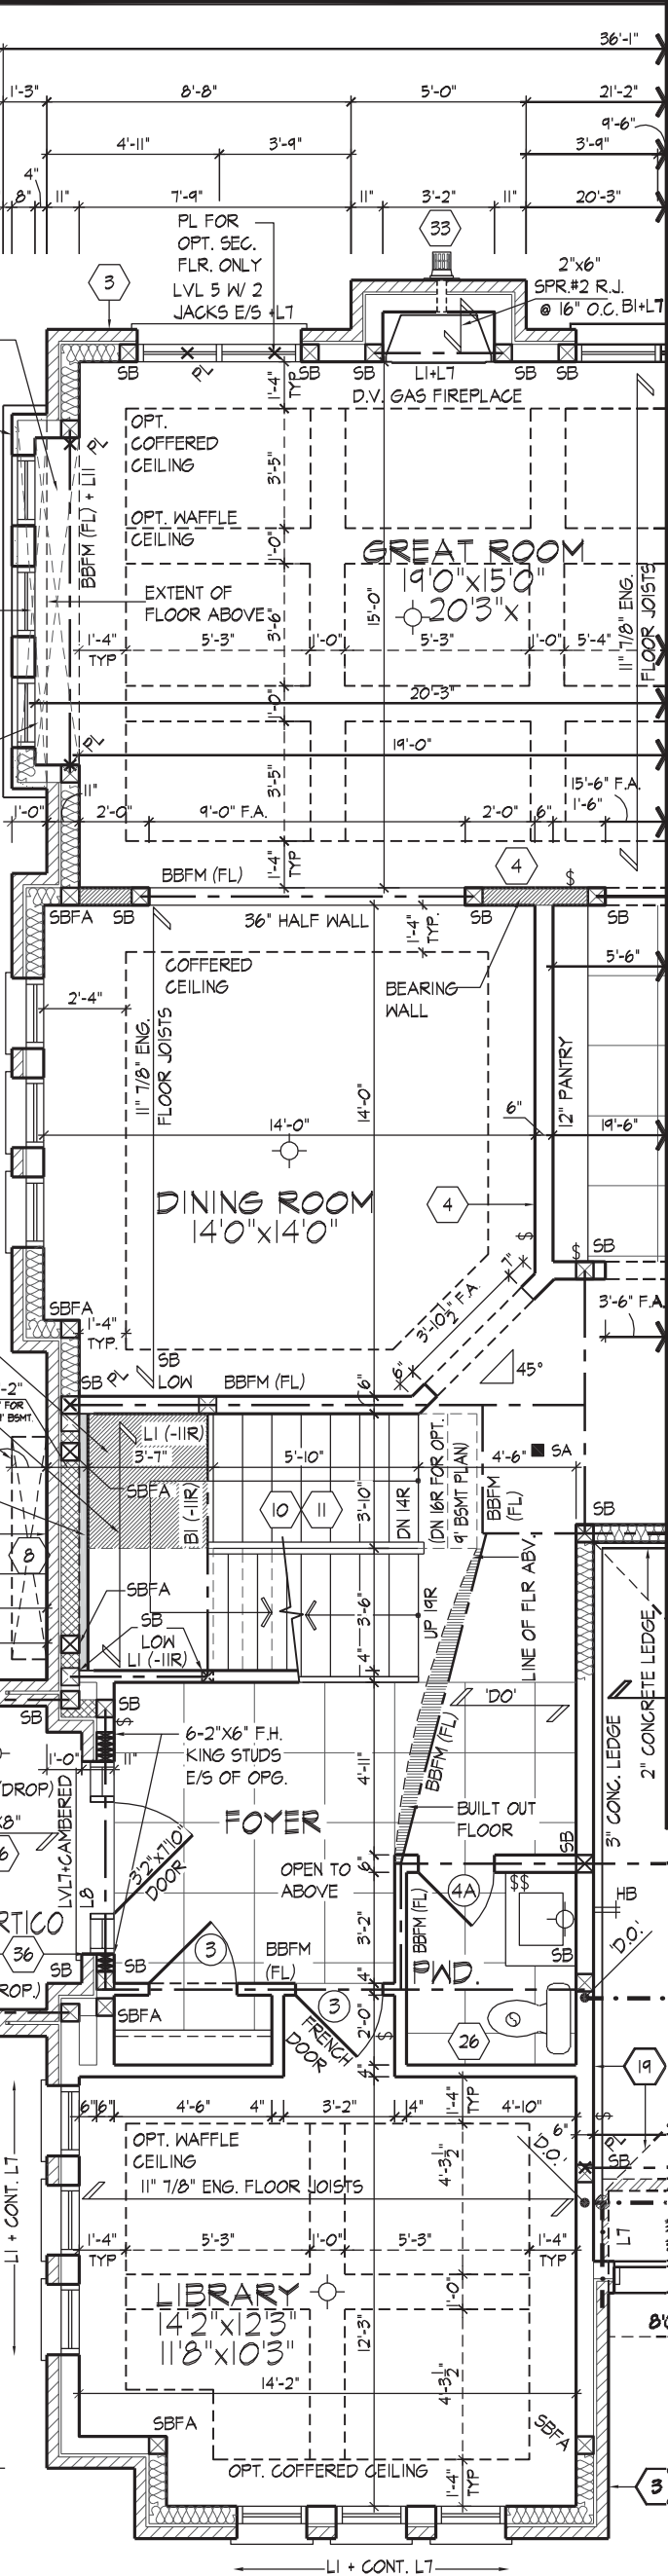 36'-1"
1'-3" 8'-8" 5'-0" 21'-2"
9'-6"
4'-11" 3'-9" 3'-9"
4"
8" 11" 7'-9" 11" 3'-2" 11" 20'-3"
PL FOR
OPT. SEC.
FLR. ONLY
LVL 5 W/ 2
JACKS E/S +L7
33
3
2"x6"
SPR.#2 R.J.
@ 16" O.C. B1+L7
SB PL SB SB L1+L7 SB SB
1'-4"
TYP
D.V. GAS FIREPLACE
OPT.
COFFERED
CEILING
PL
BBFM (FL) + L11
3'-5"
OPT. WAFFLE
CEILING
1'-0"
GREAT ROOM
19'0"x15'0"
20'3"x
EXTENT OF
FLOOR ABOVE
15'-0"
3'-6"
11" 7/8" ENG.
FLOOR JOISTS
1'-4"
TYP
5'-3" 1'-0" 5'-3" 1'-0" 5'-4"
20'-3"
1'-0"
PL
19'-0"
3'-5"
11"
15'-6" F.A.
1'-0" 2'-0" 9'-0" F.A. 2'-0" 6" 1'-6"
1'-4"
TYP
BBFM (FL)
4
$
SBFA SB 36" HALF WALL SB SB
1'-4"
TYP.
COFFERED
CEILING
5'-6"
BEARING
WALL
2'-4"
11" 7/8" ENG.
FLOOR JOISTS
14'-0"
12" PANTRY
6"
14'-0" 19'-6"
DINING ROOM
14'0"x14'0"
4
$
$ SB
7"
3'-10 1/2" F.A.
3'-6" F.A.
SBFA
1'-4"
TYP.
45°
6"
SB PL
SB
LOW
BBFM (FL)
6"
L1 (-11R)
3'-7" 5'-10"
4'-6" SA
SBFA
B1 (-11R)
10 11
3'-10"
DN 14R
(DN 16R FOR OPT.
9' BSMT PLAN)
BBFM
(FL)
SB
8
SBFA
SB
LOW
L1 (-11R)
4" 3'-6"
UP 19R
LINE OF FLR ABV.
2" CONCRETE LEDGE
SB
SB
$
'DO'
6-2"X6" F.H.
KING STUDS
E/S OF OPG.
1'-0" 11"
LVL7+CAMBERED
L8
4'-11"
BBFM (FL)
3" CONC. LEDGE
FOYER
BUILT OUT
FLOOR
3'2"x7'10"
DOOR
OPEN TO
ABOVE
6"
SB
4A $$
HB
36
3'-2"
BBFM (FL)
3
BBFM
(FL)
PWD.
SB
'D.O.'
SB SB
4"
SBFA
3
FRENCH
DOOR
2'-0"
$
26
19
4"
1'-4"
TYP
6" 6" 4'-6" 4" 3'-2" 4" 4'-10"
$
6"
PL
SB
'D.O.'
OPT. WAFFLE
CEILING
4'-3 1/2"
11" 7/8" ENG. FLOOR JOISTS
L1 + CONT. L7
1'-4"
TYP
5'-3" 1'-0" 5'-3" 1'-4"
TYP
L7
1'-0"
LIBRARY
14'2"x12'3"
11'8"x10'3"
12'-3"
4'-3 1/2"
14'-2"
SBFA SBFA
OPT. COFFERED CEILING
1'-4"
TYP
3
L1 + CONT. L7